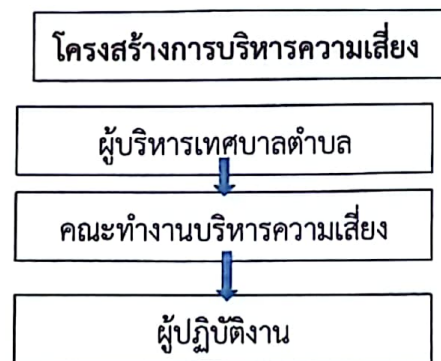 โครงสร้างการบริหารความเสี่ยง
ผู้บริหารเทศบาลตำบล
คณะทำงานบริหารความเสี่ยง
ผู้ปฏิบัติงาน